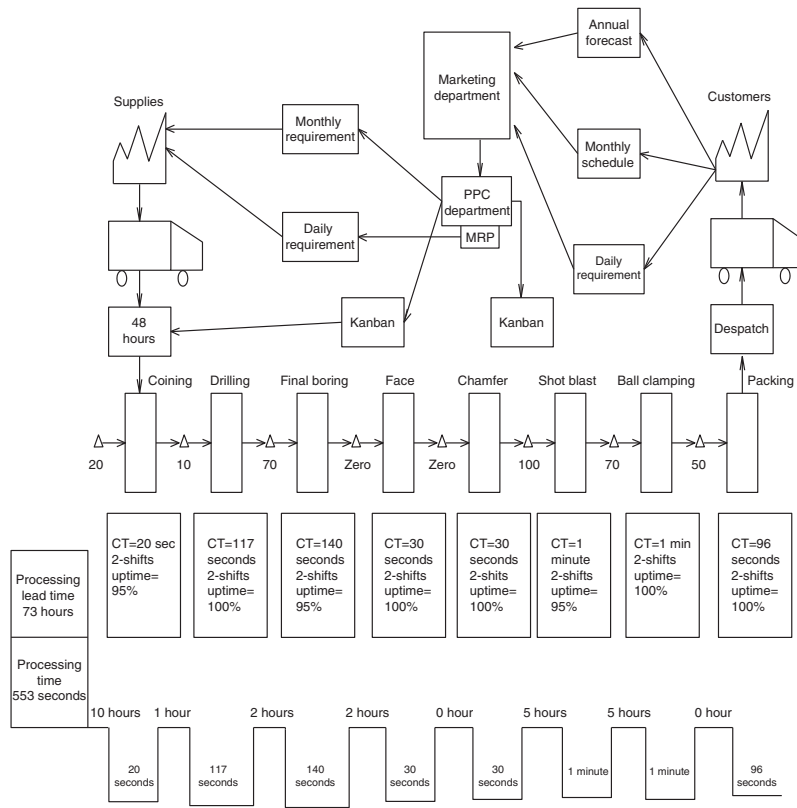 Annual
forecast
Marketing
department
Supplies
Customers
Monthly
requirement
Monthly
schedule
PPC
department
MRP
Daily
requirement
Daily
requirement
48
hours
Kanban
Kanban
Despatch
Coining
Drilling
Final boring
Face
Chamfer
Shot blast
Ball clamping
Packing
20
10
70
Zero
Zero
100
70
50
CT=20 sec
2-shifts
uptime=
95%
CT=117
seconds
2-shifts
uptime=
100%
CT=140
seconds
2-shifts
uptime=
95%
CT=30
seconds
2-shifts
uptime=
100%
CT=30
seconds
2-shits
uptime=
100%
CT=1
minute
2-shifts
uptime=
95%
CT=1 min
2-shifts
uptime=
100%
CT=96
seconds
2-shifts
uptime=
100%
Processing
lead time
73 hours
Processing
time
553 seconds
10 hours
1 hour
2 hours
2 hours
0 hour
5 hours
5 hours
0 hour
20
seconds
117
seconds
140
seconds
30
seconds
30
seconds
1 minute
1 minute
96
seconds